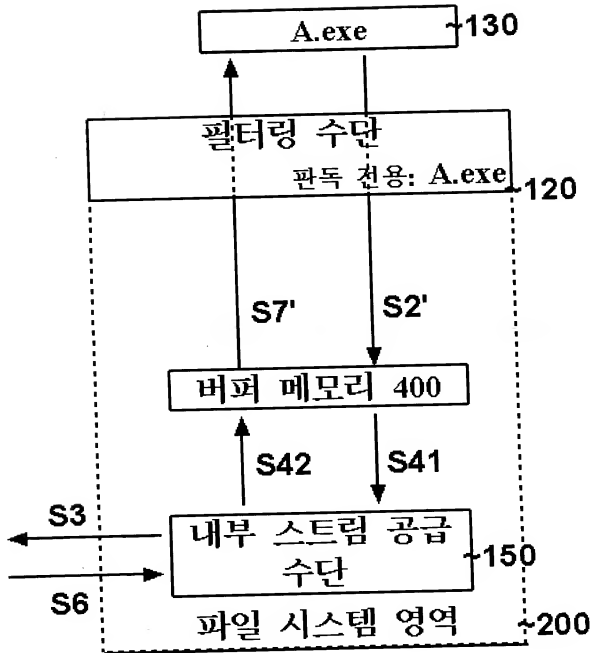 A.exe
~130
필터링 수단
판독 전용: A.exe
~120
S7'
S2'
버퍼 메모리 400
S42
S41
S3
내부 스트림 공급
수단
~150
S6
파일 시스템 영역
~200